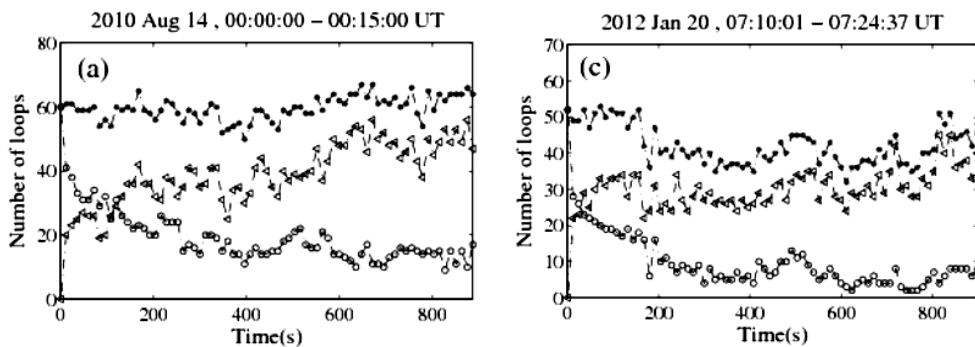 2010 Aug 14 , 00:00:00 – 00:15:00 UT
(a)
Number of loops
80
60
40
20
0
0 200 400 600 800
Time(s)
2012 Jan 20 , 07:10:01 – 07:24:37 UT
(c)
Number of loops
70
60
50
40
30
20
10
0
0 200 400 600 800
Time(s)